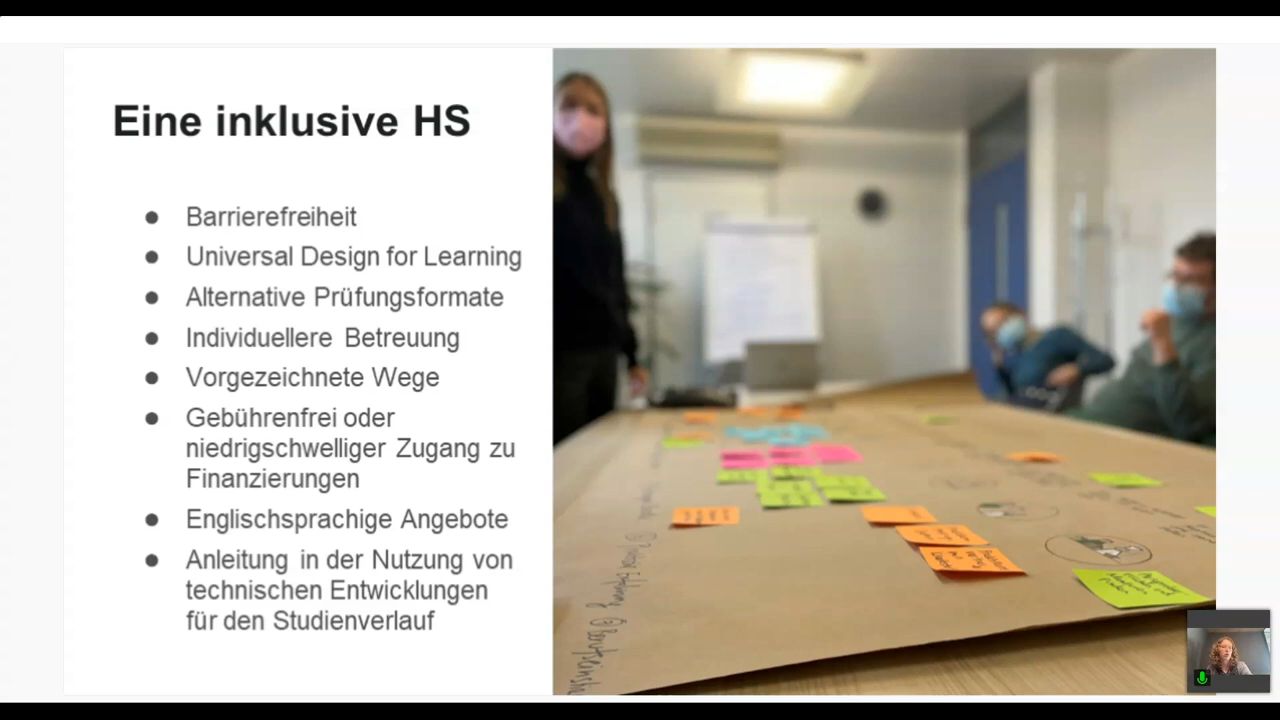 Eine inklusive HS
● Barrierefreiheit
● Universal Design for Learning
● Alternative Prüfungsformate
● Individuellere Betreuung
● Vorgezeichnete Wege
● Gebührenfrei oder
niedrigschwelliger Zugang zu
Finanzierungen
● Englischsprachige Angebote
● Anleitung in der Nutzung von
technischen Entwicklungen
für den Studienverlauf